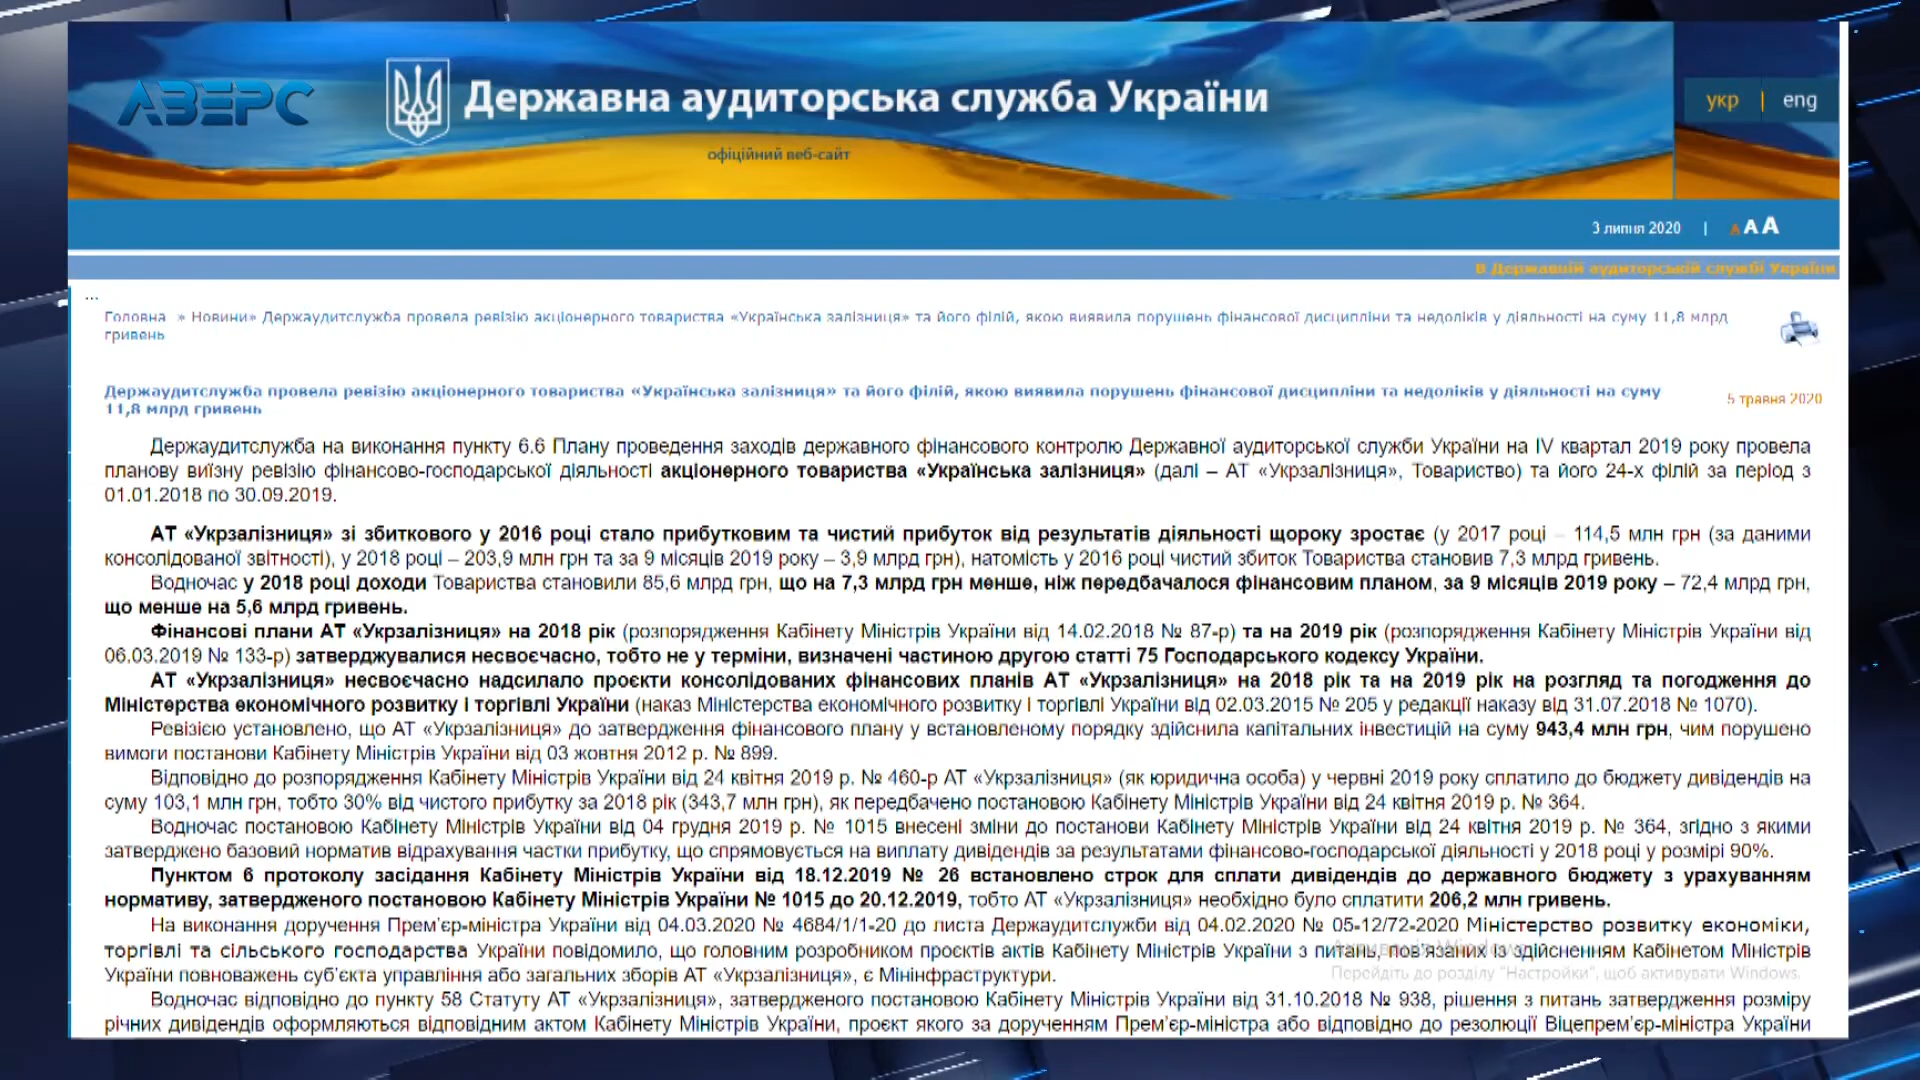 АВЕРС
Державна аудиторська служба України
укр | eng
офіційний веб-сайт
3 липня 2020 | А А А
В Державній аудиторській службі України
...
Головна » Новини» Держаудитслужба провела ревізію акціонерного товариства «Українська залізниця» та його філій, якою виявила порушень фінансової дисципліни та недоліків у діяльності на суму 11,8 млрд
гривень
Держаудитслужба провела ревізію акціонерного товариства «Українська залізниця» та його філій, якою виявила порушень фінансової дисципліни та недоліків у діяльності на суму
11,8 млрд гривень
5 травня 2020
Держаудитслужба на виконання пункту 6.6 Плану проведення заходів державного фінансового контролю Державної аудиторської служби України на IV квартал 2019 року провела
планову виїзну ревізію фінансово-господарської діяльності акціонерного товариства «Українська залізниця» (далі – АТ «Укрзалізниця», Товариство) та його 24-х філій за період з
01.01.2018 по 30.09.2019.
АТ «Укрзалізниця» зі збиткового у 2016 році стало прибутковим та чистий прибуток від результатів діяльності щороку зростає (у 2017 році – 114,5 млн грн (за даними
консолідованої звітності), у 2018 році – 203,9 млн грн та за 9 місяців 2019 року – 3,9 млрд грн), натомість у 2016 році чистий збиток Товариства становив 7,3 млрд гривень.
Водночас у 2018 році доходи Товариства становили 85,6 млрд грн, що на 7,3 млрд грн менше, ніж передбачалося фінансовим планом, за 9 місяців 2019 року – 72,4 млрд грн,
що менше на 5,6 млрд гривень.
Фінансові плани АТ «Укрзалізниця» на 2018 рік (розпорядження Кабінету Міністрів України від 14.02.2018 № 87-р) та на 2019 рік (розпорядження Кабінету Міністрів України від
06.03.2019 № 133-р) затверджувалися несвоєчасно, тобто не у терміни, визначені частиною другою статті 75 Господарського кодексу України.
АТ «Укрзалізниця» несвоєчасно надсилало проєкти консолідованих фінансових планів АТ «Укрзалізниця» на 2018 рік та на 2019 рік на розгляд та погодження до
Міністерства економічного розвитку і торгівлі України (наказ Міністерства економічного розвитку і торгівлі України від 02.03.2015 № 205 у редакції наказу від 31.07.2018 № 1070).
Ревізією установлено, що АТ «Укрзалізниця» до затвердження фінансового плану у встановленому порядку здійснила капітальних інвестицій на суму 943,4 млн грн, чим порушено
вимоги постанови Кабінету Міністрів України від 03 жовтня 2012 р. № 899.
Відповідно до розпорядження Кабінету Міністрів України від 24 квітня 2019 р. № 460-р АТ «Укрзалізниця» (як юридична особа) у червні 2019 року сплатило до бюджету дивідендів на
суму 103,1 млн грн, тобто 30% від чистого прибутку за 2018 рік (343,7 млн грн), як передбачено постановою Кабінету Міністрів України від 24 квітня 2019 р. № 364.
Водночас постановою Кабінету Міністрів України від 04 грудня 2019 р. № 1015 внесені зміни до постанови Кабінету Міністрів України від 24 квітня 2019 р. № 364, згідно з якими
затверджено базовий норматив відрахування частки прибутку, що спрямовується на виплату дивідендів за результатами фінансово-господарської діяльності у 2018 році у розмірі 90%.
Пунктом 6 протоколу засідання Кабінету Міністрів України від 18.12.2019 № 26 встановлено строк для сплати дивідендів до державного бюджету з урахуванням
нормативу, затвердженого постановою Кабінету Міністрів України № 1015 до 20.12.2019, тобто АТ «Укрзалізниця» необхідно було сплатити 206,2 млн гривень.
На виконання доручення Прем’єр-міністра України від 04.03.2020 № 4684/1/1-20 до листа Держаудитслужби від 04.02.2020 № 05-12/72-2020 Міністерство розвитку економіки,
торгівлі та сільського господарства України повідомило, що головним розробником проєктів актів Кабінету Міністрів України з питань, пов’язаних із здійсненням Кабінетом Міністрів
України повноважень суб’єкта управління або загальних зборів АТ «Укрзалізниця», є Мінінфраструктури.
Активація Windows
Перейдіть до розділу "Настройки", щоб активувати Windows.
Водночас відповідно до пункту 58 Статуту АТ «Укрзалізниця», затвердженого постановою Кабінету Міністрів України від 31.10.2018 № 938, рішення з питань затвердження розміру
річних дивідендів оформляються відповідним актом Кабінету Міністрів України, проєкт якого за дорученням Прем’єр-міністра або відповідно до резолюції Віцепрем’єр-міністра України